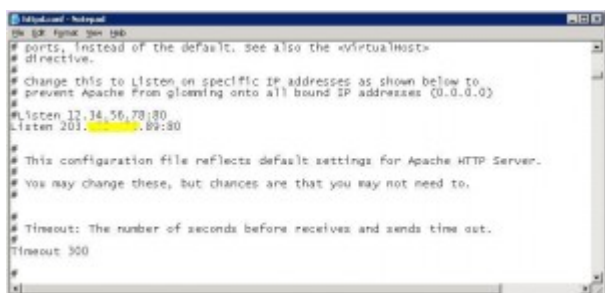 httpd.conf - Notepad
File Edit Format View Help
# ports, instead of the default. See also the <VirtualHost>
# directive.
#
# Change this to Listen on specific IP addresses as shown below to
# prevent Apache from glomming onto all bound IP addresses (0.0.0.0)
#
#Listen 12.34.56.78:80
Listen 203. .89:80
#
# This configuration file reflects default settings for Apache HTTP Server.
#
# You may change these, but chances are that you may not need to.
#
#
# Timeout: The number of seconds before receives and sends time out.
#
Timeout 300
#